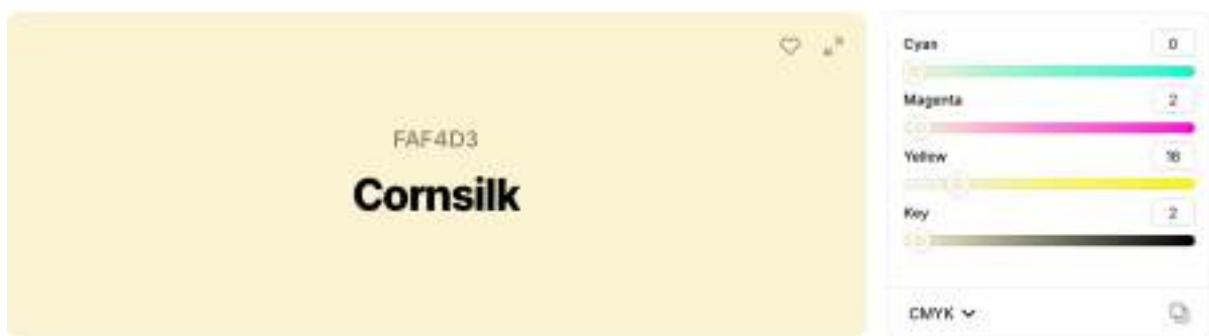 FAF4D3
Cornsilk
Cyan 0
Magenta 2
Yellow 16
Key 2
CMYK